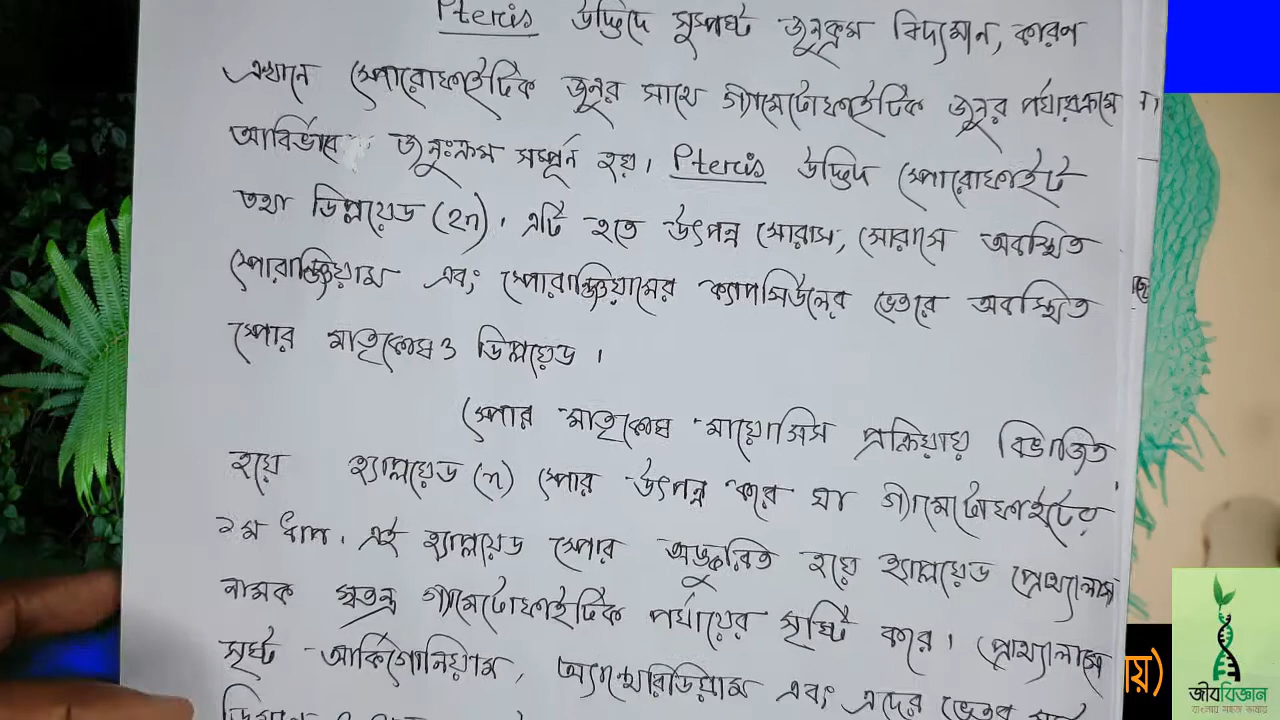 Pteris উদ্ভিদে সুস্পষ্ট জনুক্রম বিদ্যমান, কারণ
এখানে স্পোরোফাইটিক জনুর সাথে গ্যামেটোফাইটিক জনুর পর্যায়ক্রমে
আবির্ভাবে জনুঃক্রম সম্পূর্ন হয়। Pteris উদ্ভিদ স্পোরোফাইট
তথা ডিপ্লয়েড (2n)। এটি হতে উৎপন্ন সোরাস, সোরাসে অবস্থিত
স্পোরাঞ্জিয়াম এবং স্পোরাঞ্জিয়ামের ক্যাপসিউলের ভেতরে অবস্থিত
স্পোর মাতৃকোষও ডিপ্লয়েড।
স্পোর মাতৃকোষ মায়োসিস প্রক্রিয়ায় বিভাজিত
হয়ে হ্যাপ্লয়েড (n) স্পোর উৎপন্ন করে যা গ্যামেটোফাইটের
১ম ধাপ। এই হ্যাপ্লয়েড স্পোর অঙ্কুরিত হয়ে হ্যাপ্লয়েড প্রোথ্যালাস
নামক স্বতন্ত্র গ্যামেটোফাইটিক পর্যায়ের সৃষ্টি করে। প্রোথ্যালাসে
সৃষ্ট আর্কিগোনিয়াম, অ্যান্থেরিডিয়াম এবং এদের ভেতর
য়)
জীববিজ্ঞান
বাংলায় সহজ ভাষায়